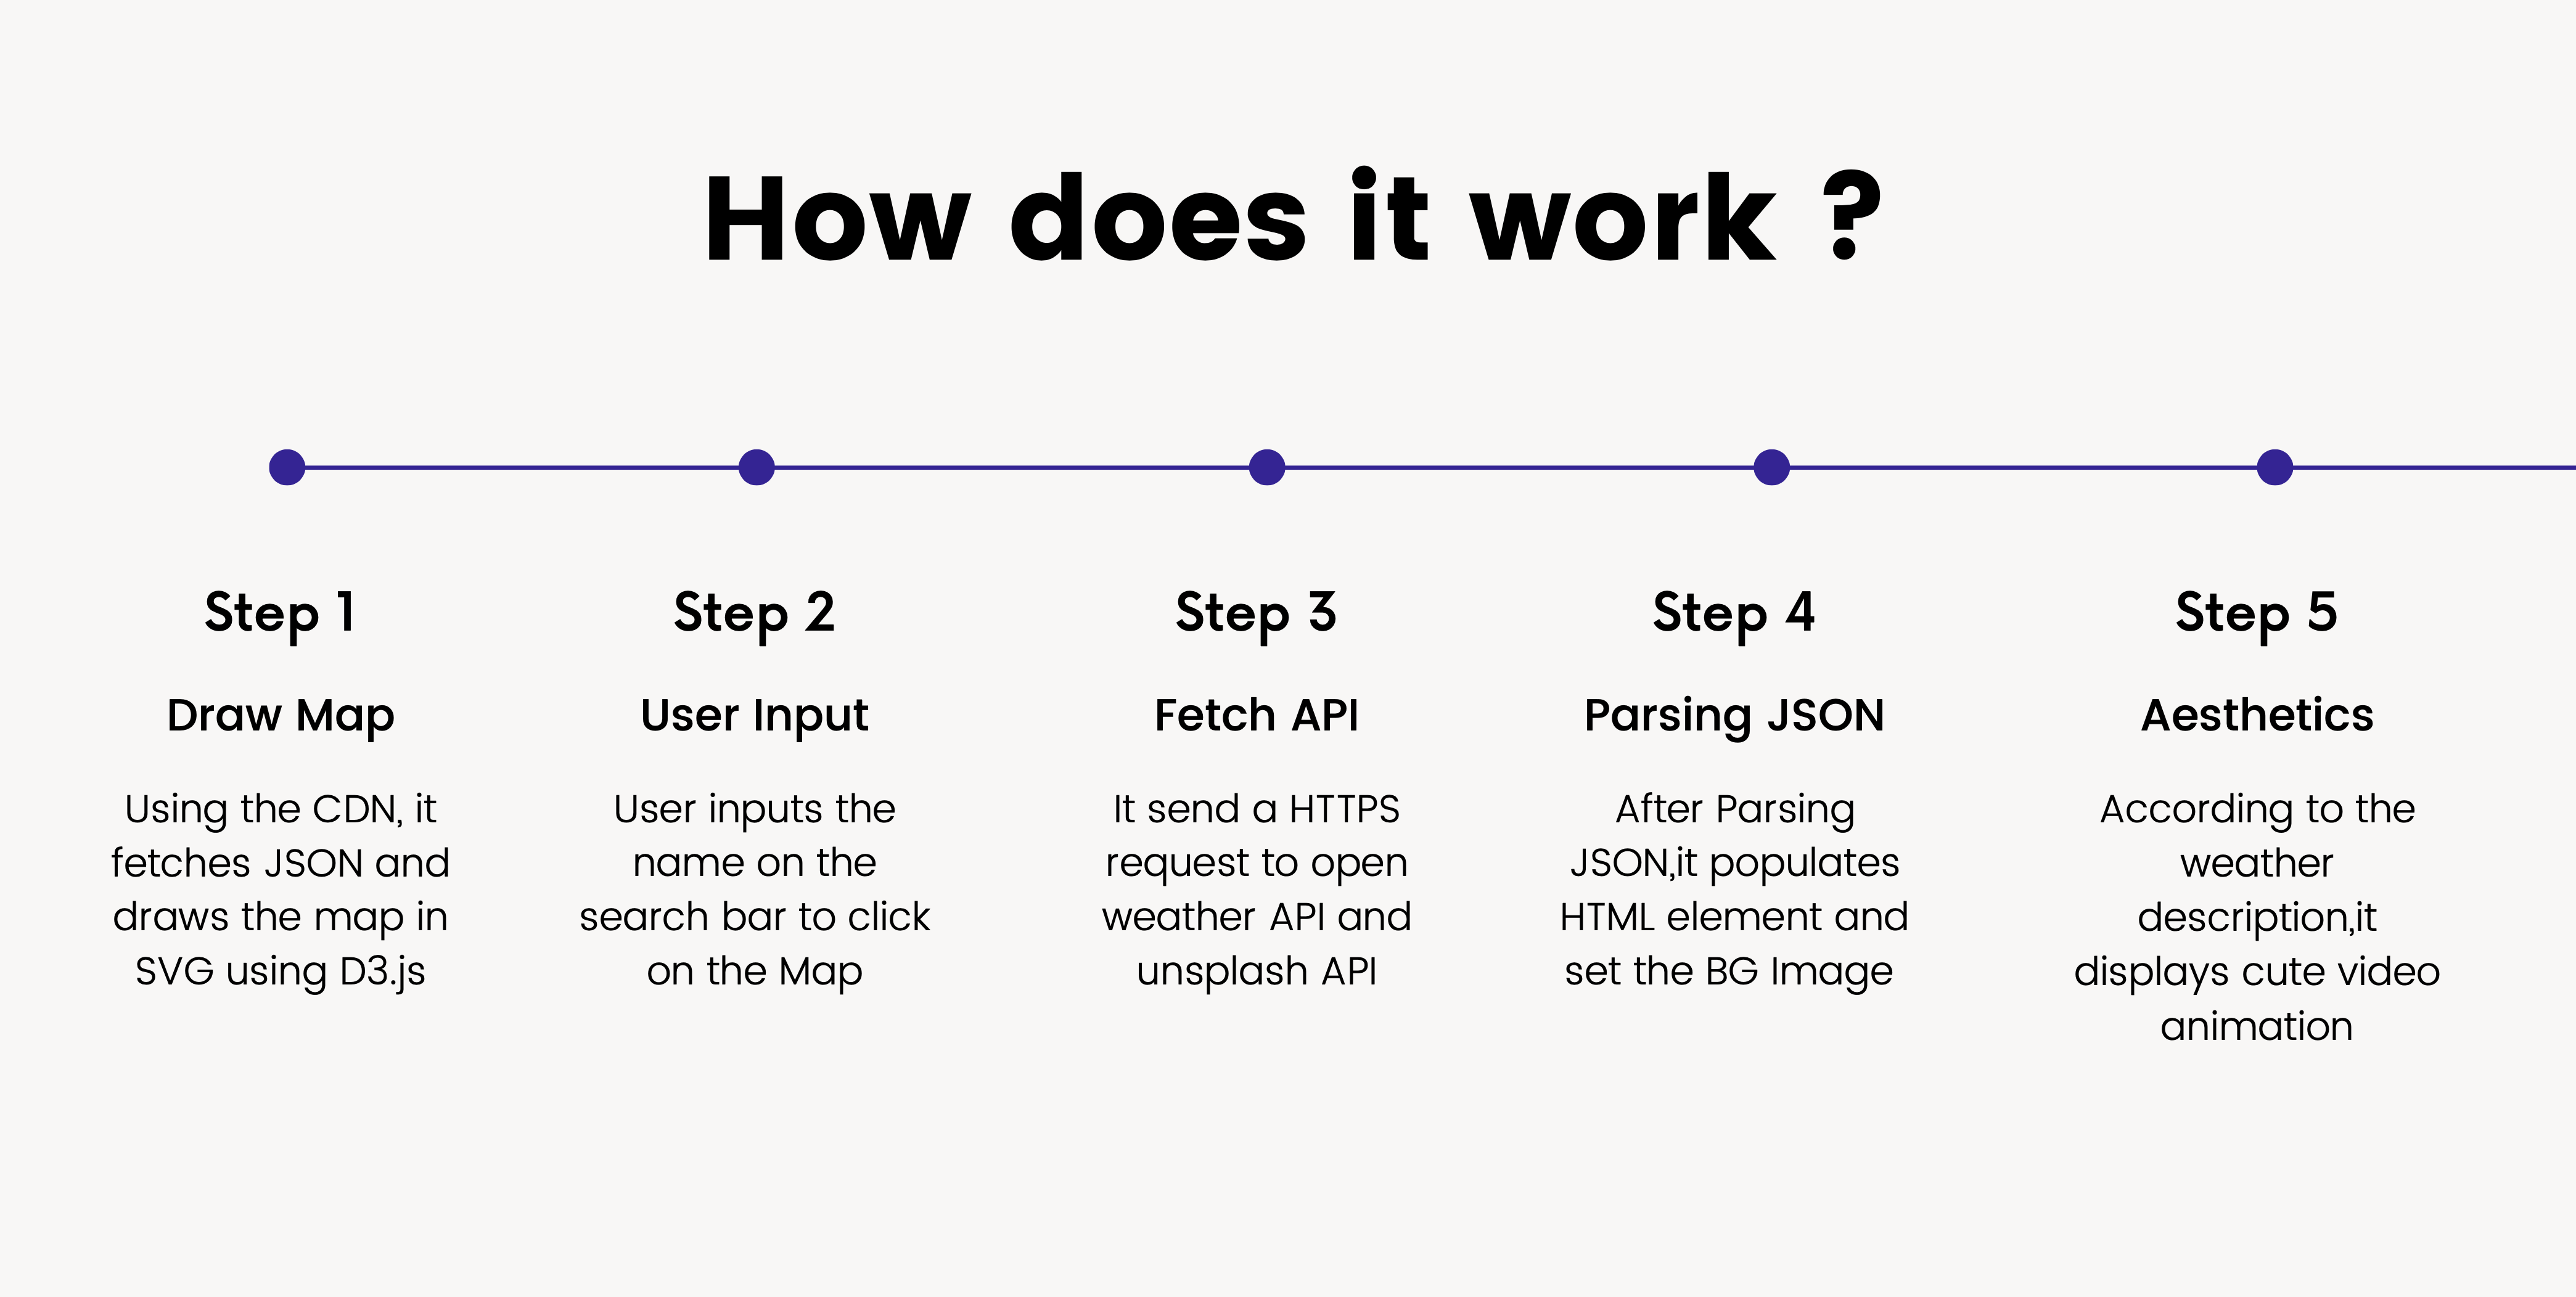 How does it work ?
Step 1
Draw Map
Using the CDN, it
fetches JSON and
draws the map in
SVG using D3.js
Step 2
User Input
User inputs the
name on the
search bar to click
on the Map
Step 3
Fetch API
It send a HTTPS
request to open
weather API and
unsplash API
Step 4
Parsing JSON
After Parsing
JSON,it populates
HTML element and
set the BG Image
Step 5
Aesthetics
According to the
weather
description,it
displays cute video
animation